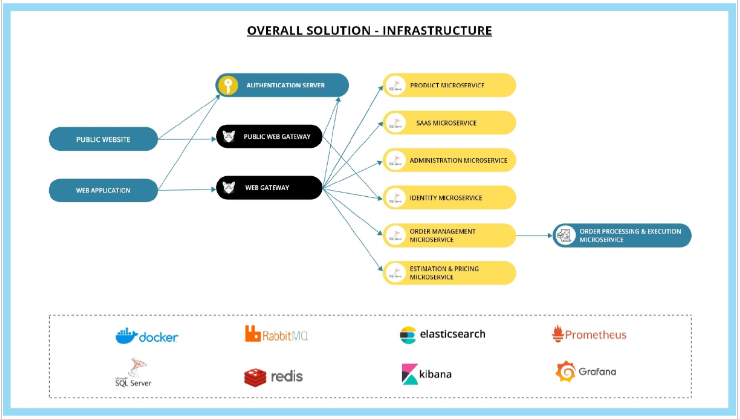 OVERALL SOLUTION - INFRASTRUCTURE
AUTHENTICATION SERVER
PRODUCT MICROSERVICE
SAAS MICROSERVICE
PUBLIC WEBSITE
PUBLIC WEB GATEWAY
ADMINISTRATION MICROSERVICE
WEB APPLICATION
WEB GATEWAY
IDENTITY MICROSERVICE
ORDER MANAGEMENT
MICROSERVICE
ORDER PROCESSING & EXECUTION
MICROSERVICE
ESTIMATION & PRICING
MICROSERVICE
docker
RabbitMQ
elasticsearch
Prometheus
SQL Server
redis
kibana
Grafana